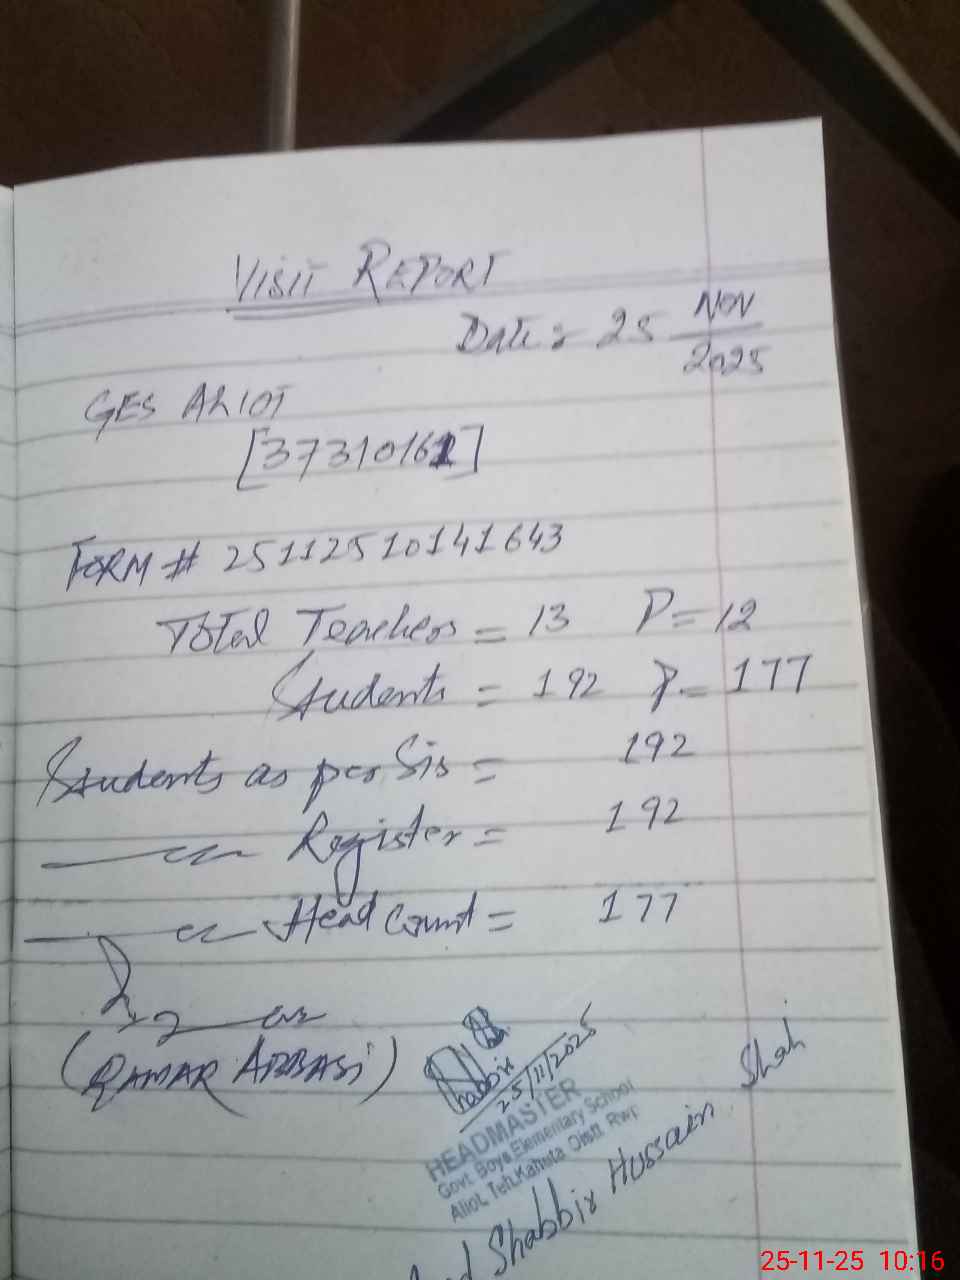 VISIT REPORT
Date: 25 NOV
2025
GES ALIOT
[37310161]
FORM # 25112510141643
Total Teachers = 13 P = 12
Students = 192 P = 177
Students as per Sis = 192
Register = 192
Head Count = 177
(QAMAR ABBASI)
Shabbir
25/11/2025
HEADMASTER
Govt. Boys Elementary School
Aliot, Teh.Kahuta Distt. Rwp
Shabbir Hussain Shah
25-11-25 10:16